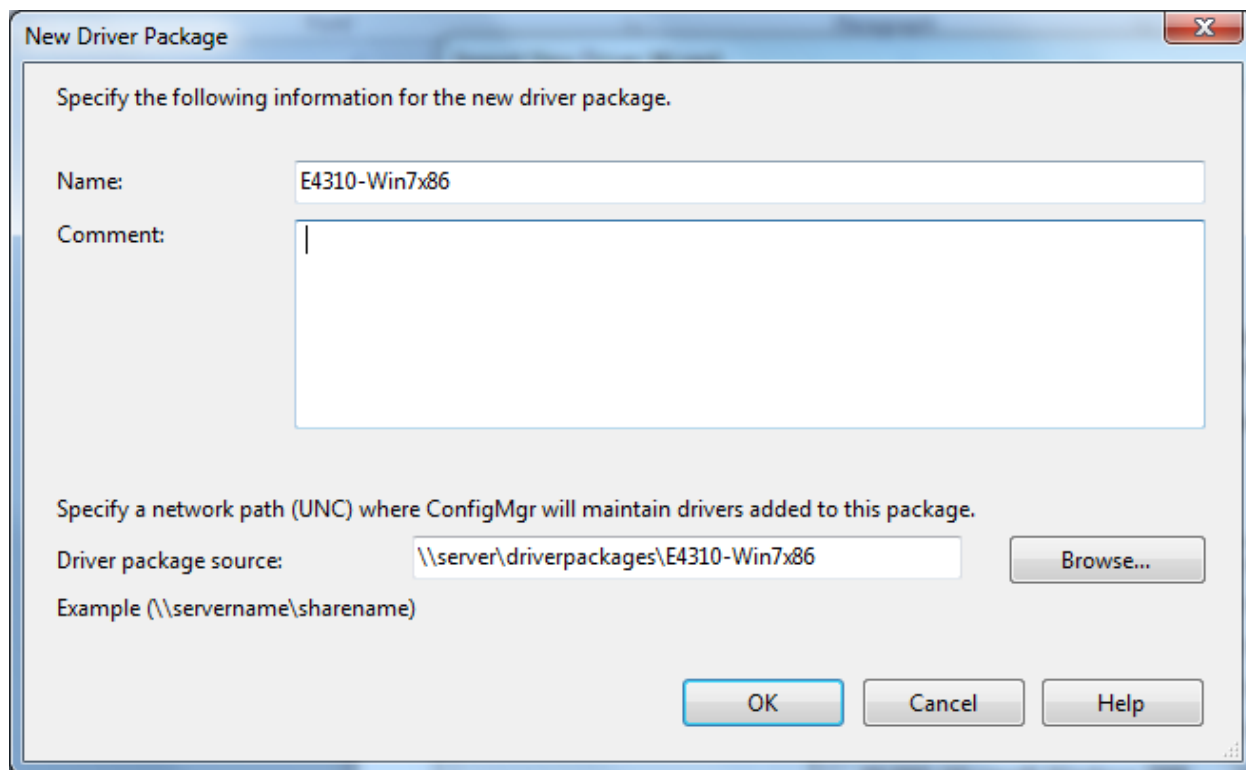 New Driver Package
Specify the following information for the new driver package.
Name: E4310-Win7x86
Comment:
Specify a network path (UNC) where ConfigMgr will maintain drivers added to this package.
Driver package source: \\server\driverpackages\E4310-Win7x86 Browse...
Example (\\servername\sharename)
OK Cancel Help